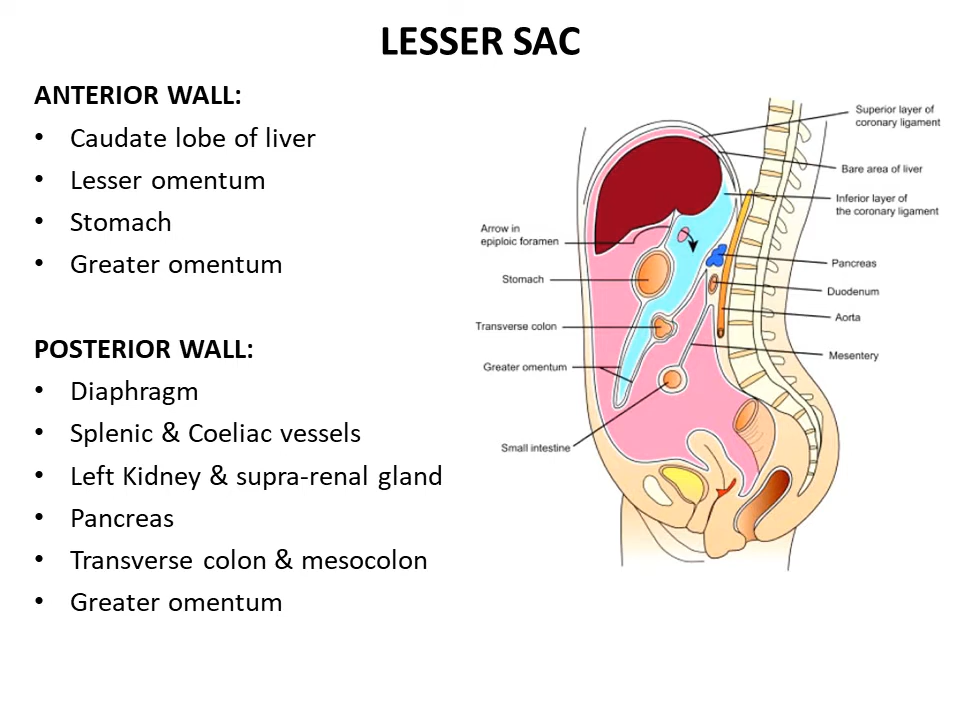 LESSER SAC
ANTERIOR WALL:
• Caudate lobe of liver
• Lesser omentum
• Stomach
• Greater omentum
POSTERIOR WALL:
• Diaphragm
• Splenic & Coeliac vessels
• Left Kidney & supra-renal gland
• Pancreas
• Transverse colon & mesocolon
• Greater omentum
Superior layer of
coronary ligament
Bare area of liver
Inferior layer of
the coronary ligament
Arrow in
epiploic foramen
Pancreas
Stomach
Duodenum
Aorta
Transverse colon
Mesentery
Greater omentum
Small intestine